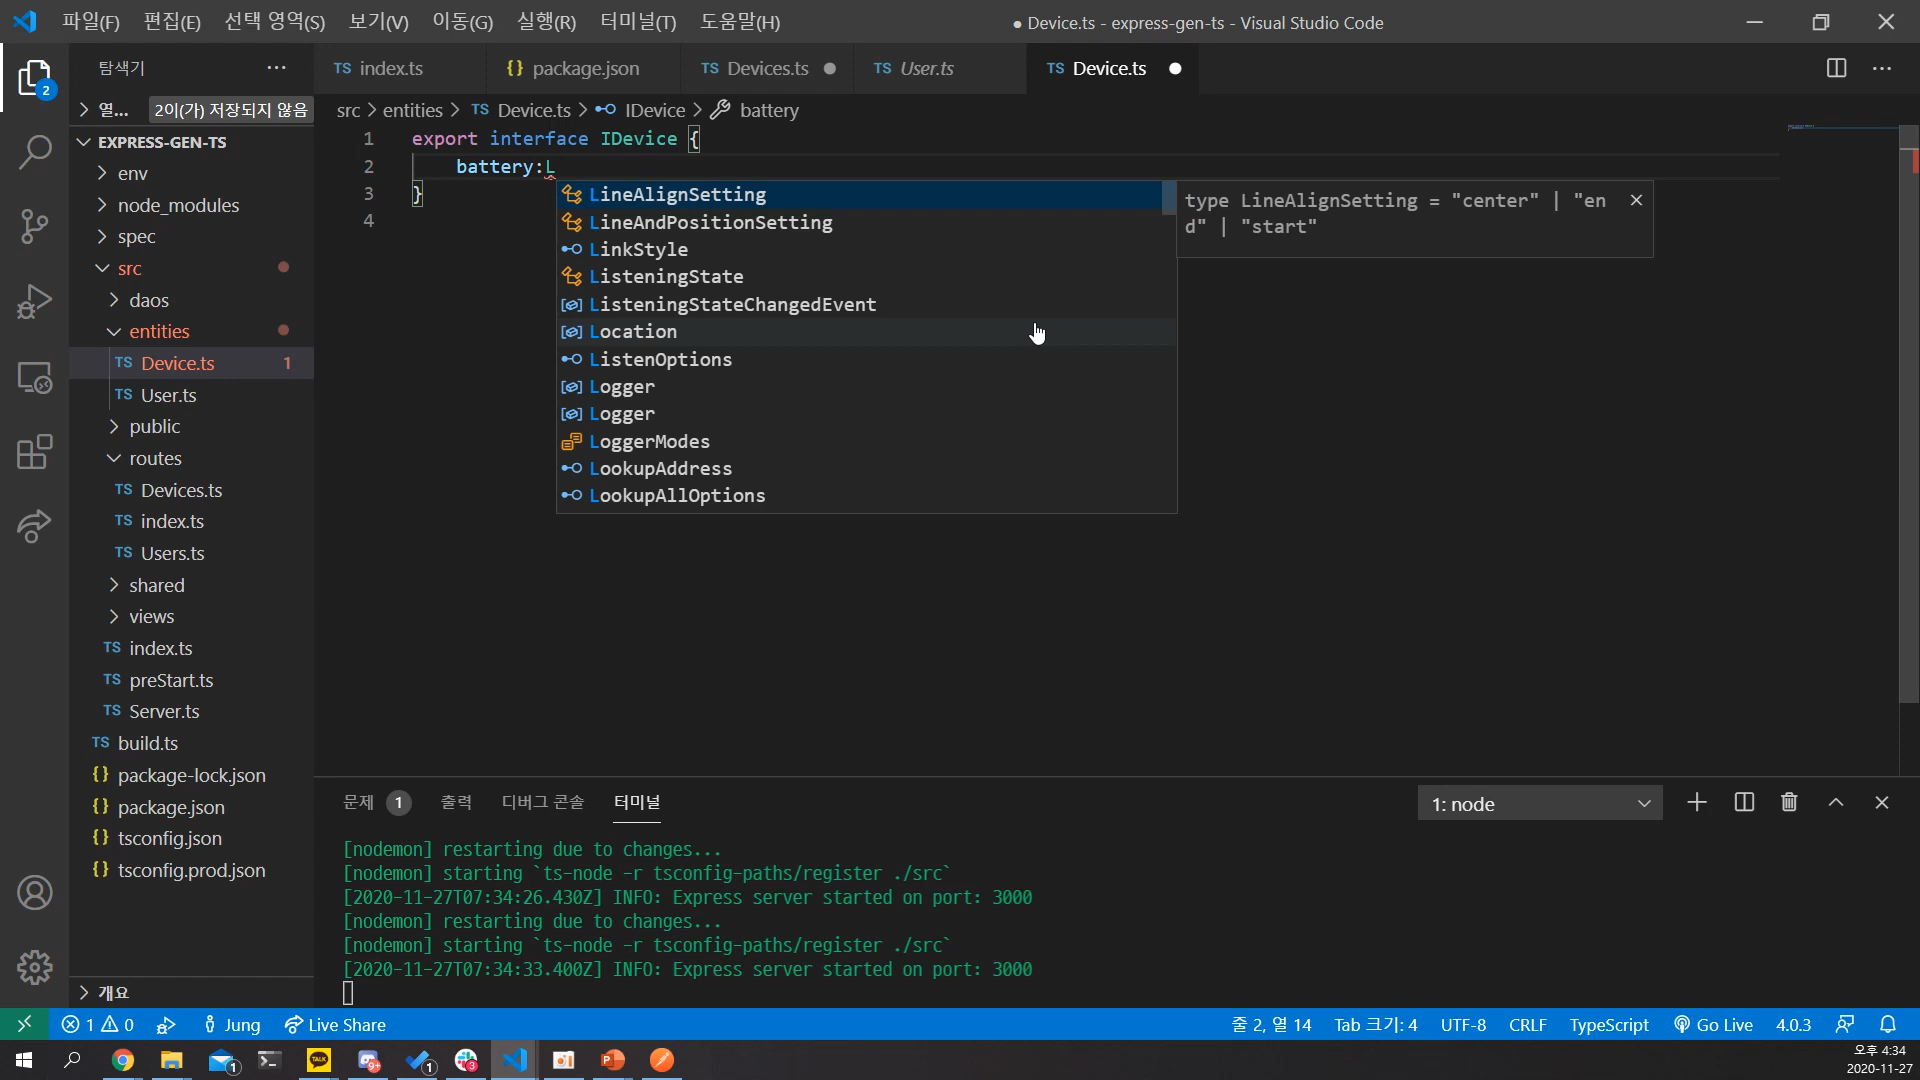 파일(F) 편집(E) 선택 영역(S) 보기(V) 이동(G) 실행(R) 터미널(T) 도움말(H)
● Device.ts - express-gen-ts - Visual Studio Code
탐색기
TS index.ts
{} package.json
TS Devices.ts
TS User.ts
TS Device.ts
2
열... 2이(가) 저장되지 않음
src > entities > TS Device.ts > IDevice > battery
EXPRESS-GEN-TS
env
node_modules
spec
src
daos
entities
TS Device.ts 1
TS User.ts
public
routes
TS Devices.ts
TS index.ts
TS Users.ts
shared
views
TS index.ts
TS preStart.ts
TS Server.ts
TS build.ts
{} package-lock.json
{} package.json
{} tsconfig.json
{} tsconfig.prod.json
개요
1 export interface IDevice {
2 battery:L
3 }
4
LineAlignSetting
LineAndPositionSetting
LinkStyle
ListeningState
ListeningStateChangedEvent
Location
ListenOptions
Logger
Logger
LoggerModes
LookupAddress
LookupAllOptions
type LineAlignSetting = "center" | "en
d" | "start"
문제 1 출력 디버그 콘솔 터미널
1: node
[nodemon] restarting due to changes...
[nodemon] starting `ts-node -r tsconfig-paths/register ./src`
[2020-11-27T07:34:26.430Z] INFO: Express server started on port: 3000
[nodemon] restarting due to changes...
[nodemon] starting `ts-node -r tsconfig-paths/register ./src`
[2020-11-27T07:34:33.400Z] INFO: Express server started on port: 3000
1 0 Jung Live Share
줄 2, 열 14 Tab 크기: 4 UTF-8 CRLF TypeScript Go Live 4.0.3
1
TALK
9+
1
3
P
오후 4:34
2020-11-27